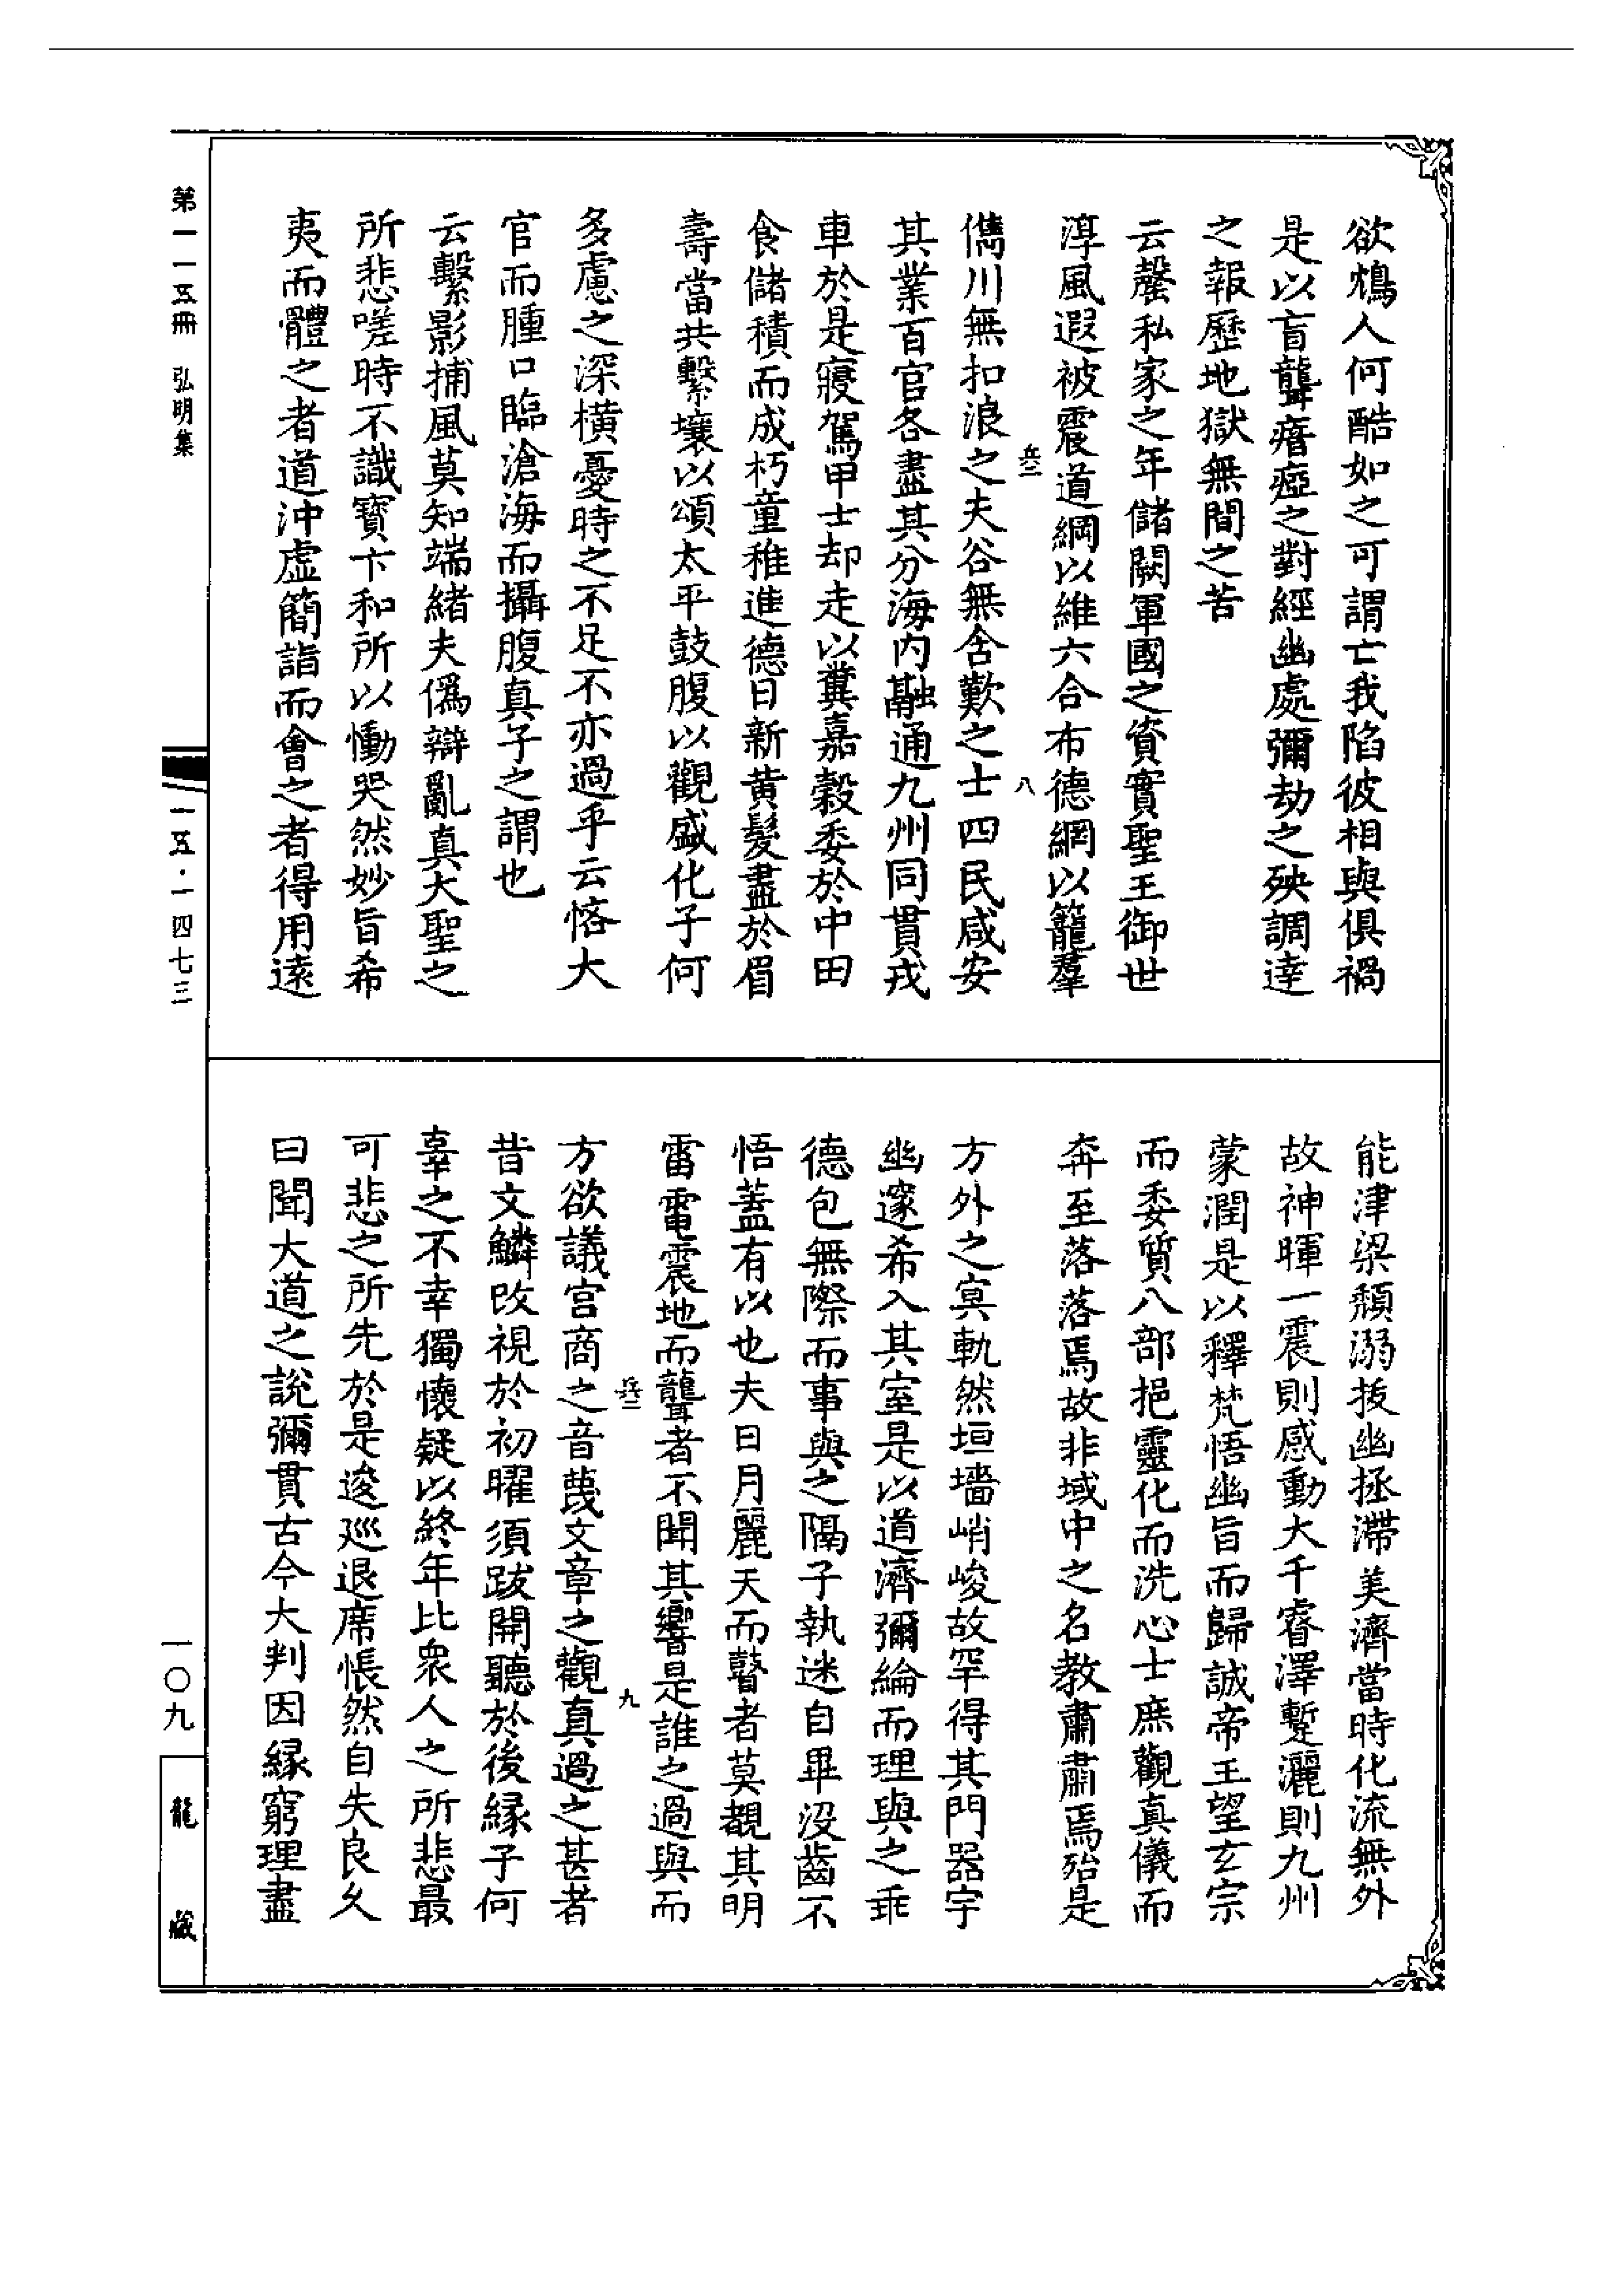 欲鴆人何酷如之可謂亡我陷彼相與俱禍
是以盲聾瘖瘂之對經幽處彌劫之殃調達
之報歷地獄無間之苦
云罄私家之年儲闕軍國之資實聖王御世
淳風遐被震道綱以維六合布德網以籠羣
兵二
八
儁川無扣浪之夫谷無含歎之士四民咸安
其業百官各盡其分海内融通九州同貫戎
車於是寢駕甲士却走以糞嘉穀委於中田
食儲積而成朽童稚進德日新黄髮盡於眉
壽當共繫壤以頌太平鼓腹以觀盛化子何
多慮之深橫憂時之不足不亦過乎云悋大
官而腫口臨滄海而攝腹真子之謂也
云繫影捕風莫知端緒夫僞辯亂真大聖之
所悲嗟時不識寳卞和所以慟哭然妙旨希
夷而體之者道沖虛簡詣而會之者得用遠
能津梁頽溺拔幽拯滯美濟當時化流無外
故神暉一震則感動大千睿澤蹔灑則九州
蒙潤是以釋梵悟幽旨而歸誠帝王望玄宗
而委質八部挹靈化而洗心士庶觀真儀而
奔至落落焉故非域中之名教肅肅焉殆是
方外之冥軌然垣墻峭峻故罕得其門器宇
幽邃希入其室是以道濟彌綸而理與之乖
德包無際而事與之隔子執迷自畢沒齒不
悟蓋有以也夫日月麗天而瞽者莫覩其明
雷電震地而聾者不聞其響是誰之過與而
兵二
九
方欲議宫商之音蔑文章之觀真過之甚者
昔文鱗改視於初曜須跋開聽於後緣子何
辜之不幸獨懷疑以終年比衆人之所悲最
可悲之所先於是逡廵退席悵然自失良久
曰聞大道之説彌貫古今大判因緣窮理盡
第一一五冊 弘明集
一五·一四七三
一〇九
龍藏